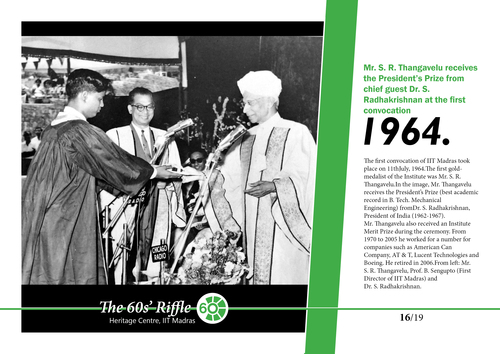 Mr. S. R. Thangavelu receives
the President's Prize from
chief guest Dr. S.
Radhakrishnan at the first
convocation
1964.
The first convocation of IIT Madras took
place on 11thJuly, 1964.The first gold-
medalist of the Institute was Mr. S. R.
Thangavelu.In the image, Mr. Thangavelu
receives the President's Prize (best academic
record in B. Tech. Mechanical
Engineering) fromDr. S. Radhakrishnan,
President of India (1962-1967).
Mr. Thangavelu also received an Institute
Merit Prize during the ceremony. From
1970 to 2005 he worked for a number for
companies such as American Can
Company, AT & T, Lucent Technologies and
Boeing. He retired in 2006.From left: Mr.
S. R. Thangavelu, Prof. B. Sengupto (First
Director of IIT Madras) and
Dr. S. Radhakrishnan.
CHICAGO
RADIO
The 60s' Riffle
60
Heritage Centre, IIT Madras
16/19